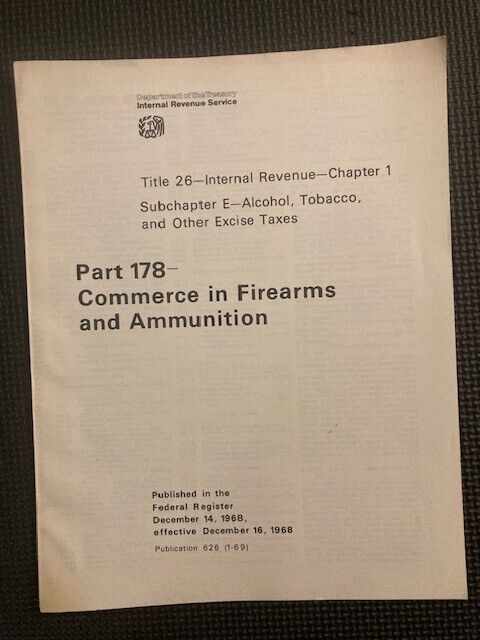 Department of the Treasury
Internal Revenue Service
Title 26—Internal Revenue—Chapter 1
Subchapter E—Alcohol, Tobacco,
and Other Excise Taxes
Part 178—
Commerce in Firearms
and Ammunition
Published in the
Federal Register
December 14, 1968,
effective December 16, 1968
Publication 626 (1-69)